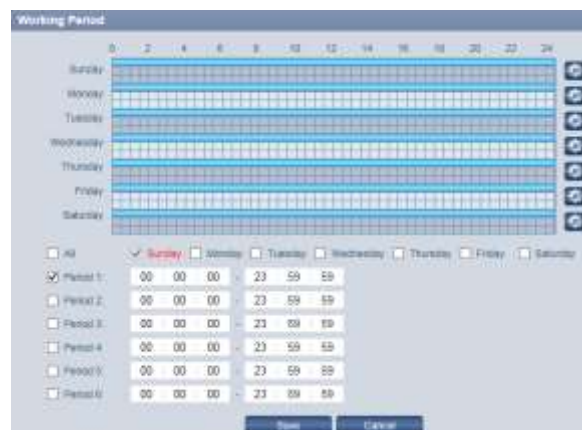 Working Period
0 2 4 6 8 10 12 14 16 18 20 22 24
Sunday
Monday
Tuesday
Wednesday
Thursday
Friday
Saturday
All Sunday Monday Tuesday Wednesday Thursday Friday Saturday
Period 1 00 00 00 - 23 59 59
Period 2 00 00 00 - 23 59 59
Period 3 00 00 00 - 23 59 59
Period 4 00 00 00 - 23 59 59
Period 5 00 00 00 - 23 59 59
Period 6 00 00 00 - 23 59 59
Save Cancel